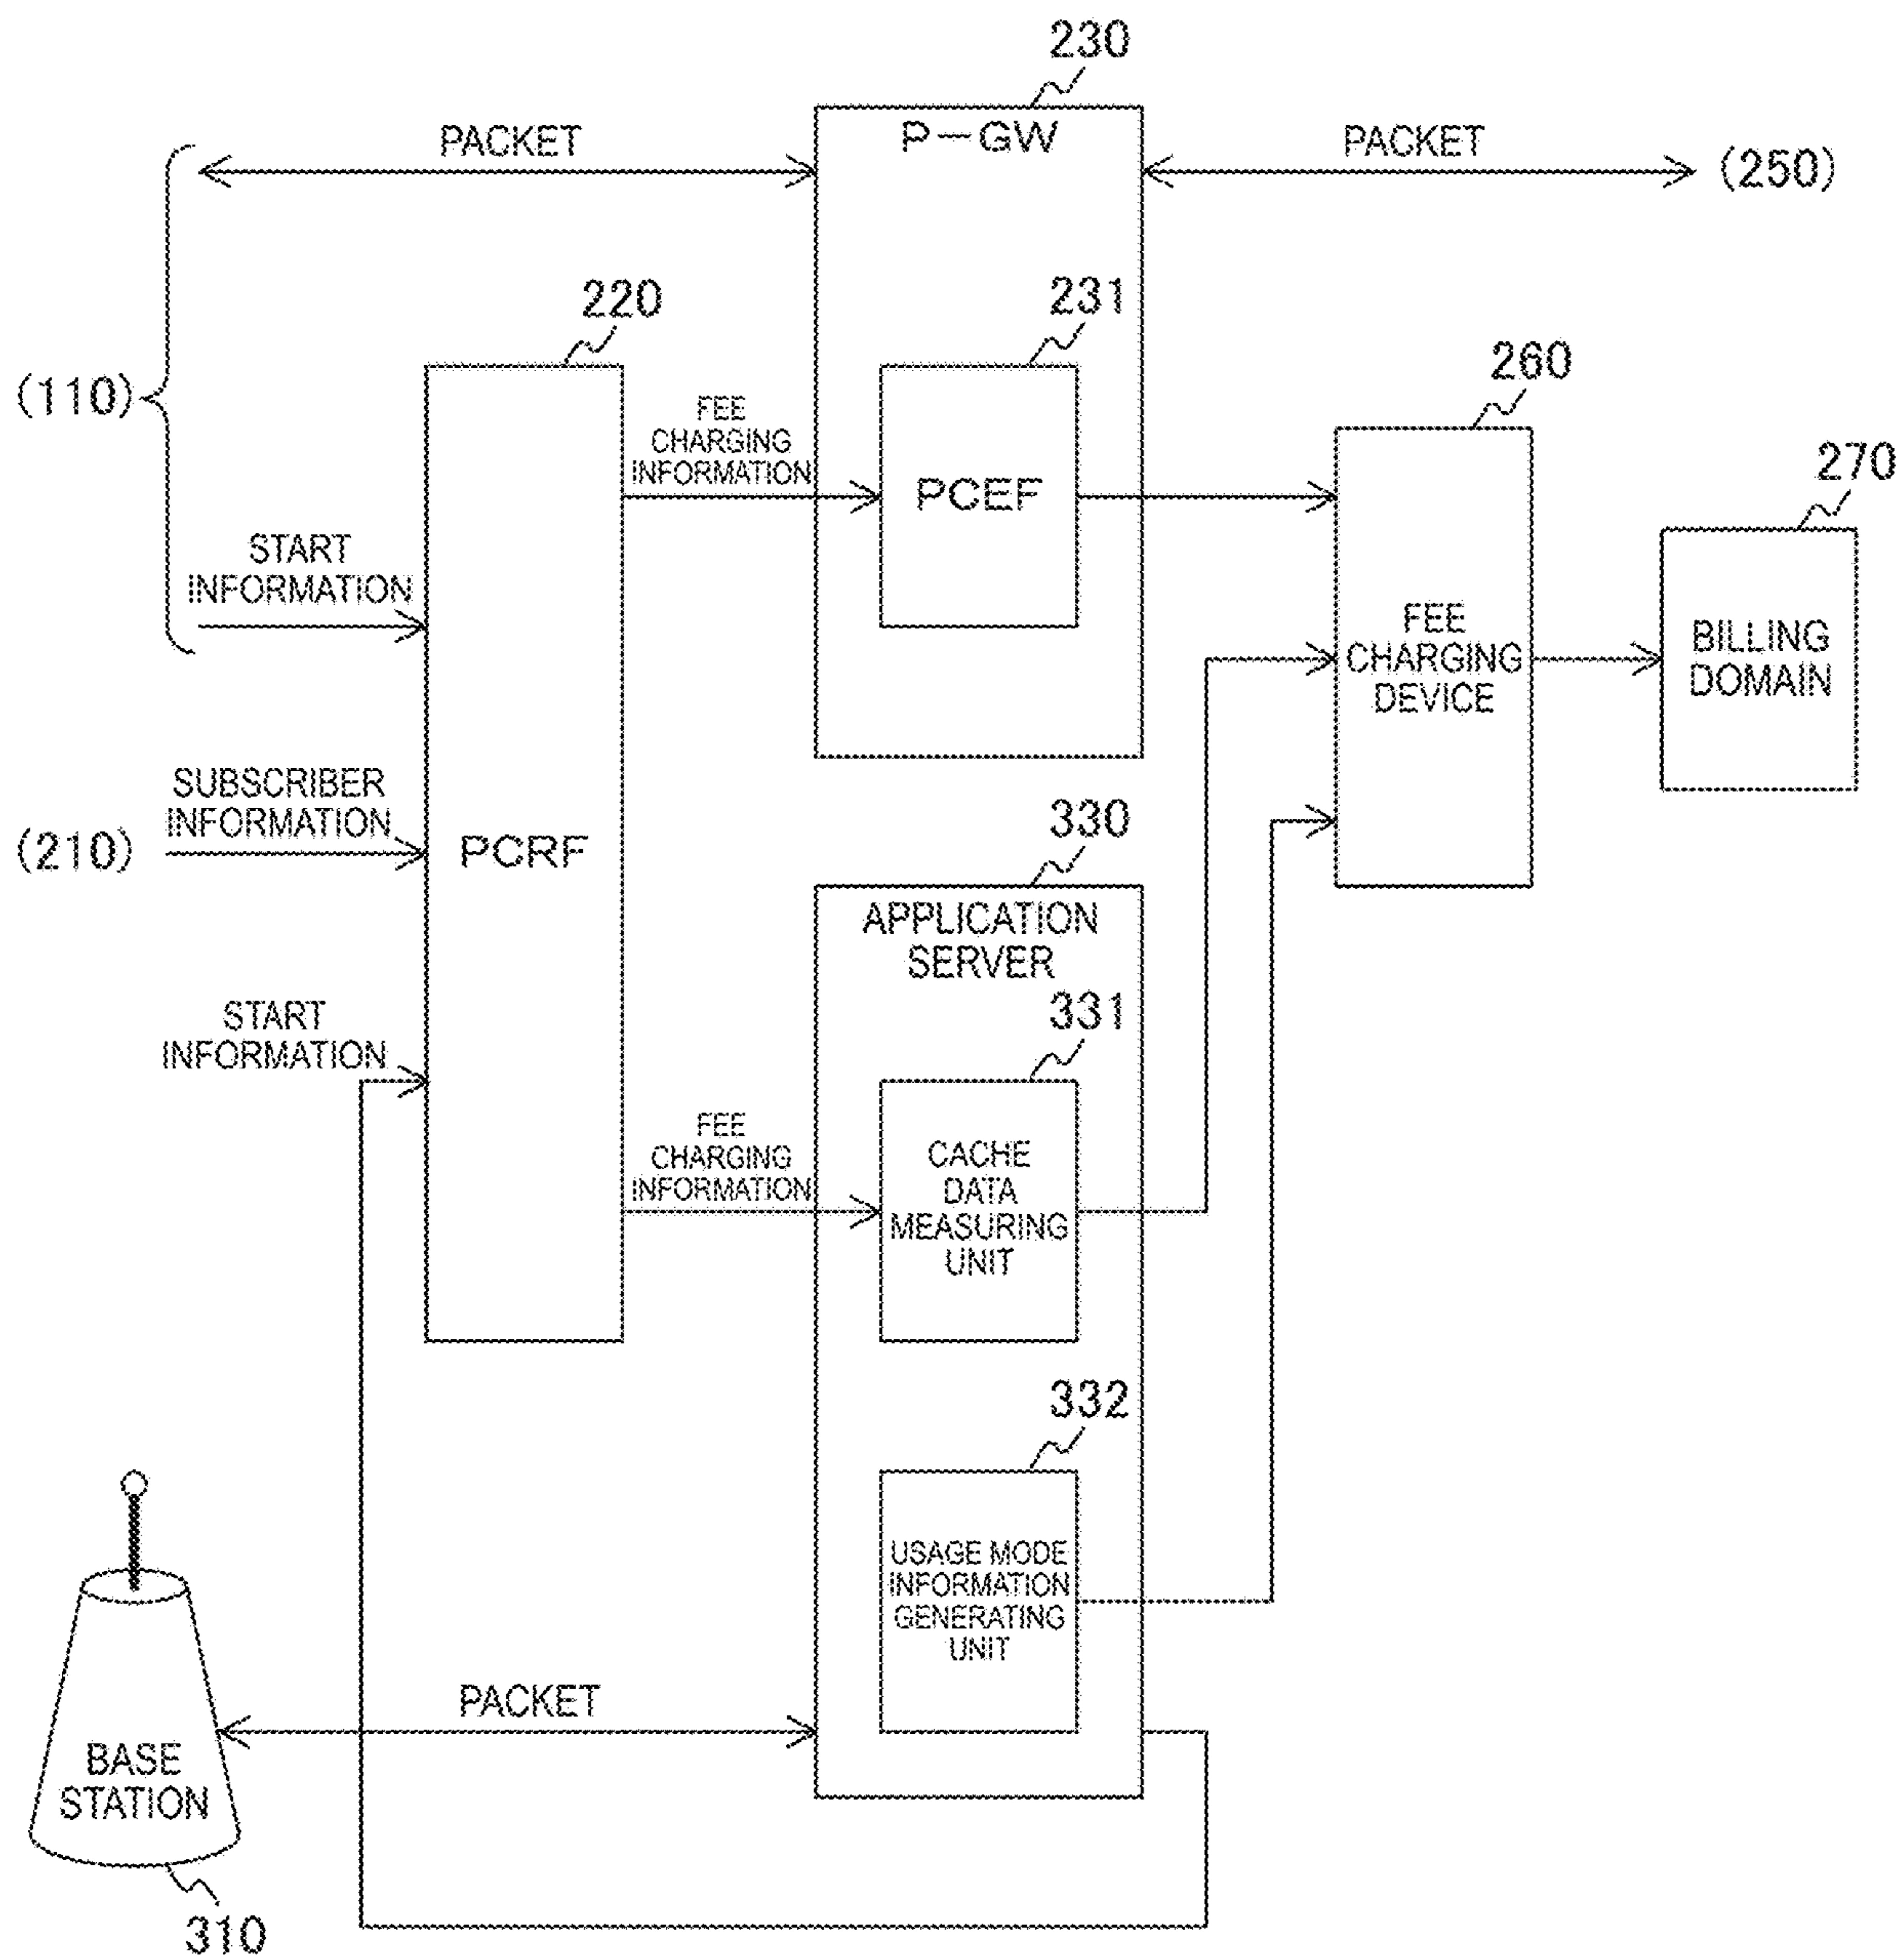 230
P-GW
PACKET
PACKET
(250)
220
231
260
(110)
FEE
CHARGING
INFORMATION
PCEF
270
START
INFORMATION
FEE
CHARGING
DEVICE
BILLING
DOMAIN
SUBSCRIBER
INFORMATION
(210)
PCRF
330
APPLICATION
SERVER
START
INFORMATION
331
FEE
CHARGING
INFORMATION
CACHE
DATA
MEASURING
UNIT
332
USAGE MODE
INFORMATION
GENERATING
UNIT
PACKET
BASE
STATION
310